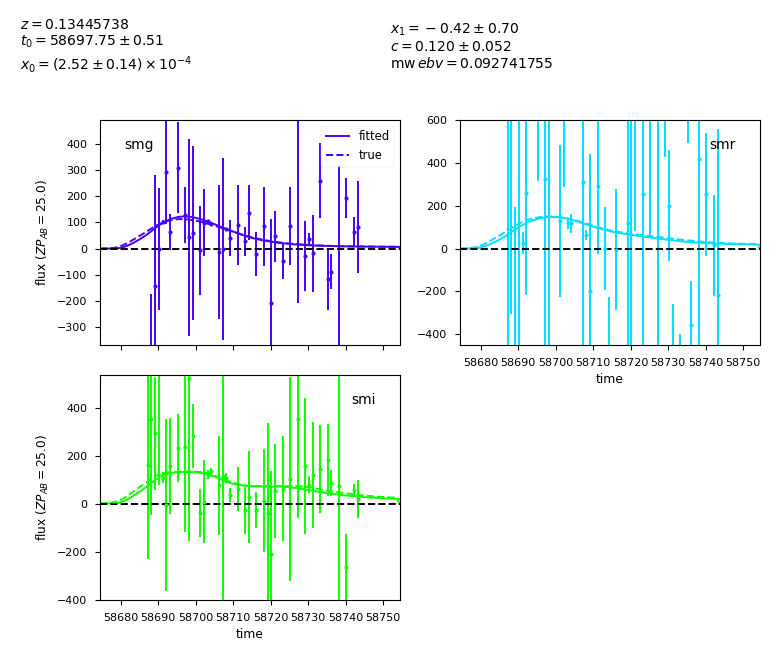 z = 0.13445738
t₀ = 58697.75 ± 0.51
x₀ = (2.52 ± 0.14) × 10⁻⁴
x₁ = −0.42 ± 0.70
c = 0.120 ± 0.052
mw ebv = 0.092741755
smg
fitted
true
flux (ZP_AB = 25.0)
400
300
200
100
0
−100
−200
−300
smr
600
400
200
0
−200
−400
58680 58690 58700 58710 58720 58730 58740 58750
time
smi
flux (ZP_AB = 25.0)
400
200
0
−200
−400
58680 58690 58700 58710 58720 58730 58740 58750
time